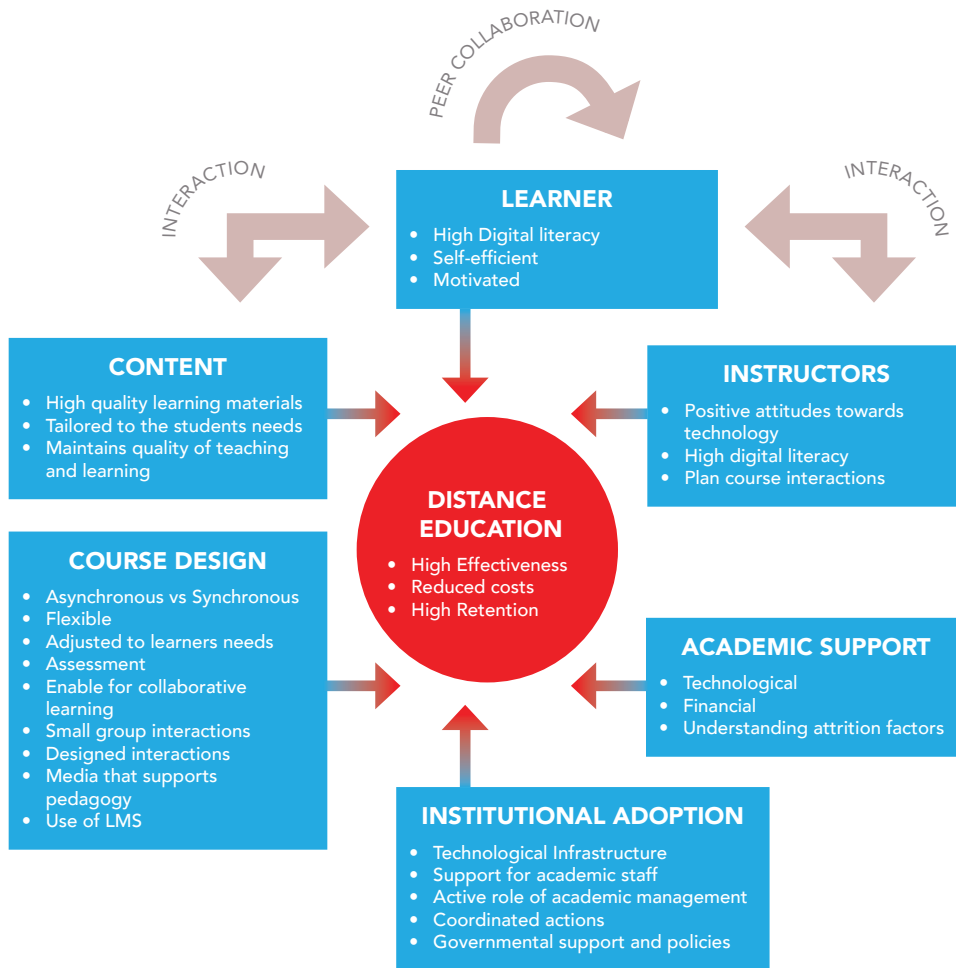 PEER COLLABORATION
INTERACTION
INTERACTION
LEARNER
• High Digital literacy
• Self-efficient
• Motivated
CONTENT
• High quality learning materials
• Tailored to the students needs
• Maintains quality of teaching
and learning
INSTRUCTORS
• Positive attitudes towards
technology
• High digital literacy
• Plan course interactions
DISTANCE
EDUCATION
• High Effectiveness
• Reduced costs
• High Retention
COURSE DESIGN
• Asynchronous vs Synchronous
• Flexible
• Adjusted to learners needs
• Assessment
• Enable for collaborative
learning
• Small group interactions
• Designed interactions
• Media that supports
pedagogy
• Use of LMS
ACADEMIC SUPPORT
• Technological
• Financial
• Understanding attrition factors
INSTITUTIONAL ADOPTION
• Technological Infrastructure
• Support for academic staff
• Active role of academic management
• Coordinated actions
• Governmental support and policies